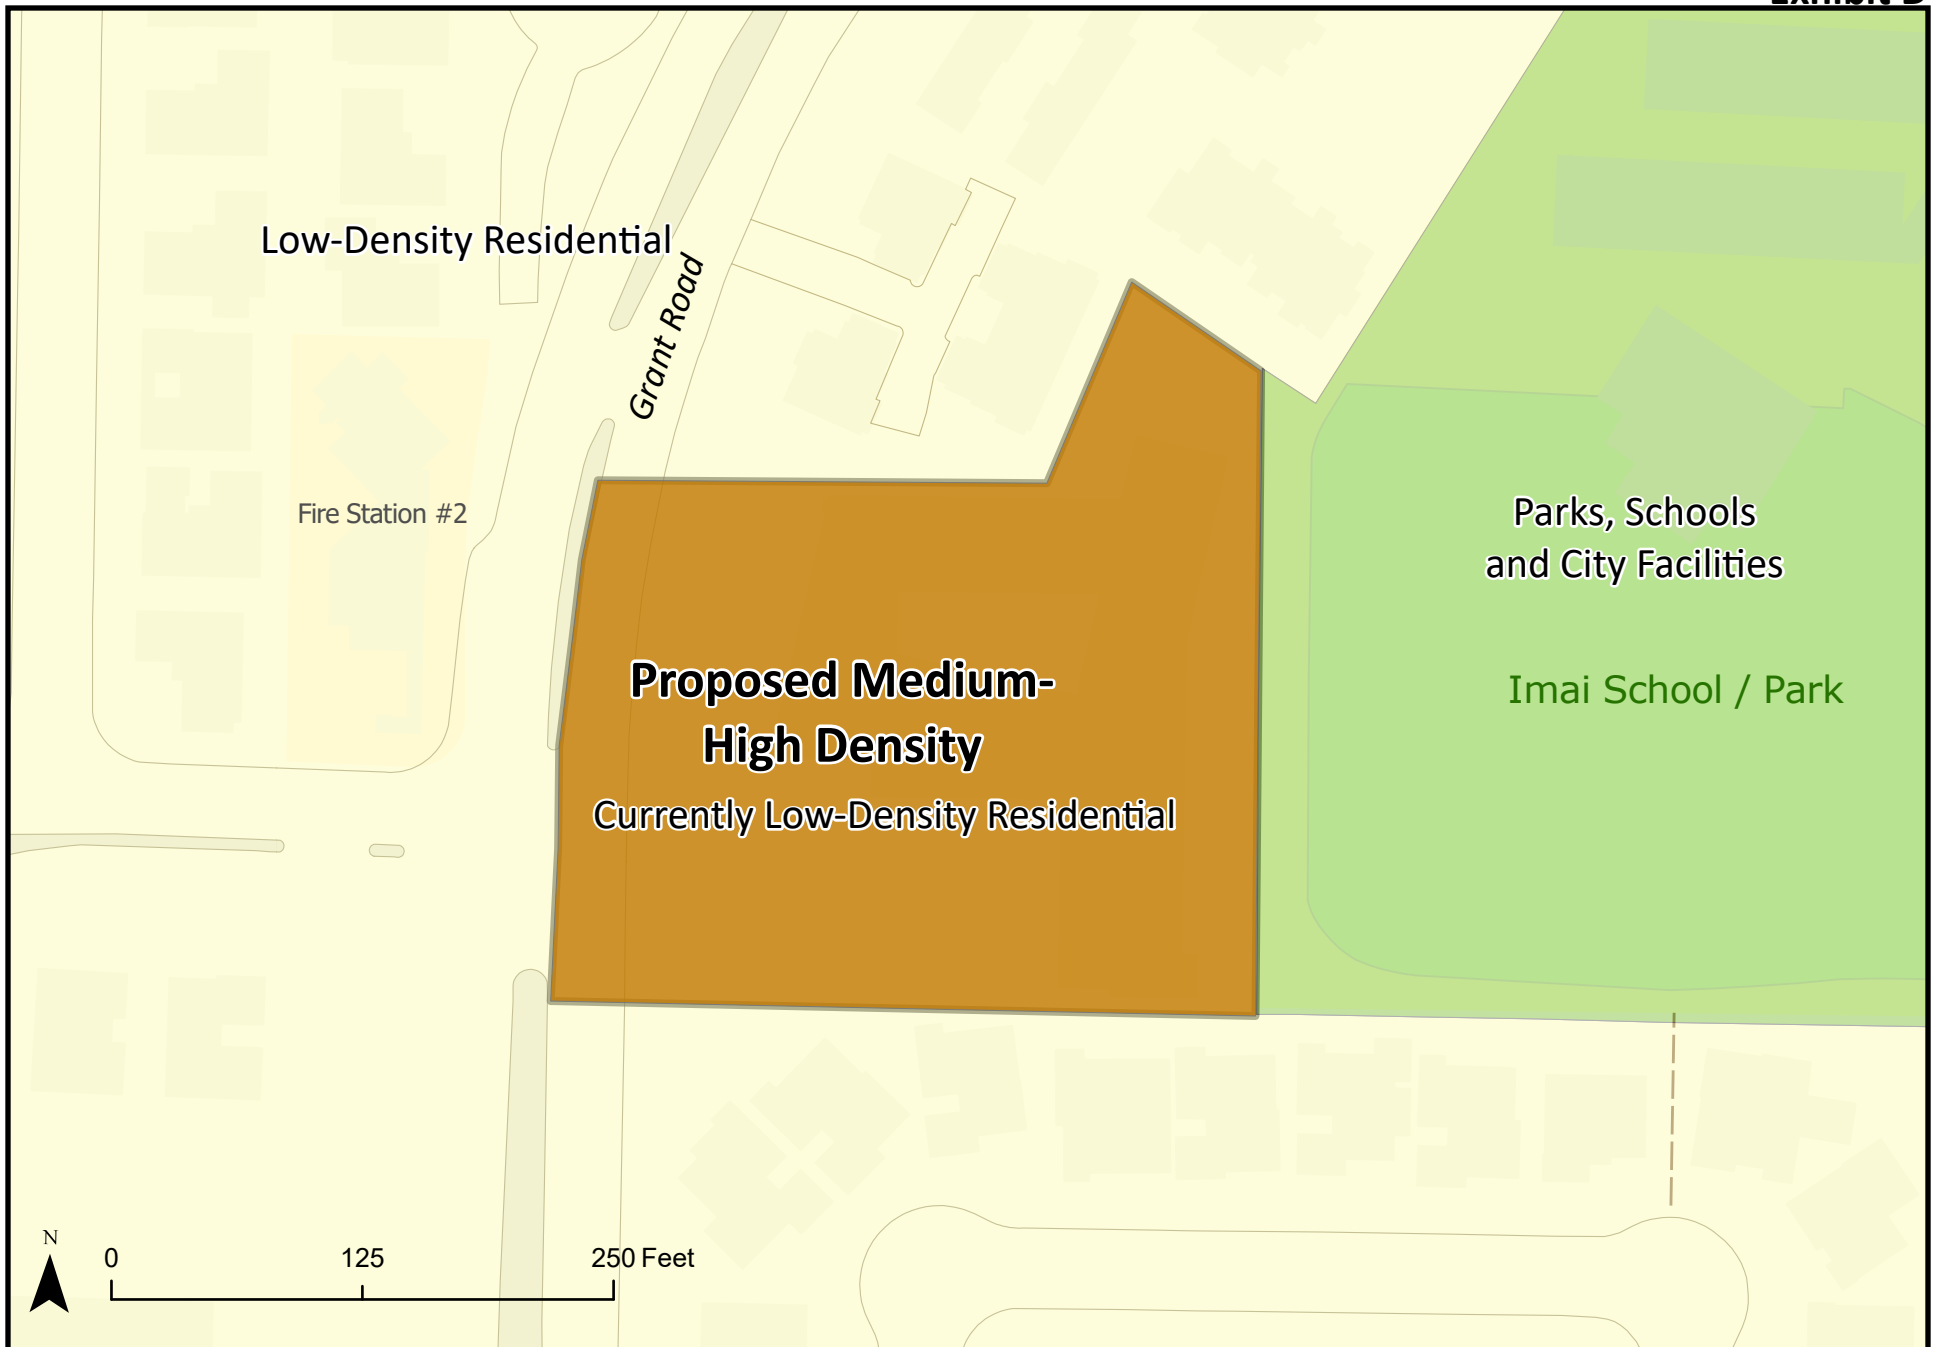 Exhibit D
Low-Density Residential
Grant Road
Fire Station #2
Parks, Schools
and City Facilities
Imai School / Park
Proposed Medium-
High Density
Currently Low-Density Residential
N
0 125 250 Feet